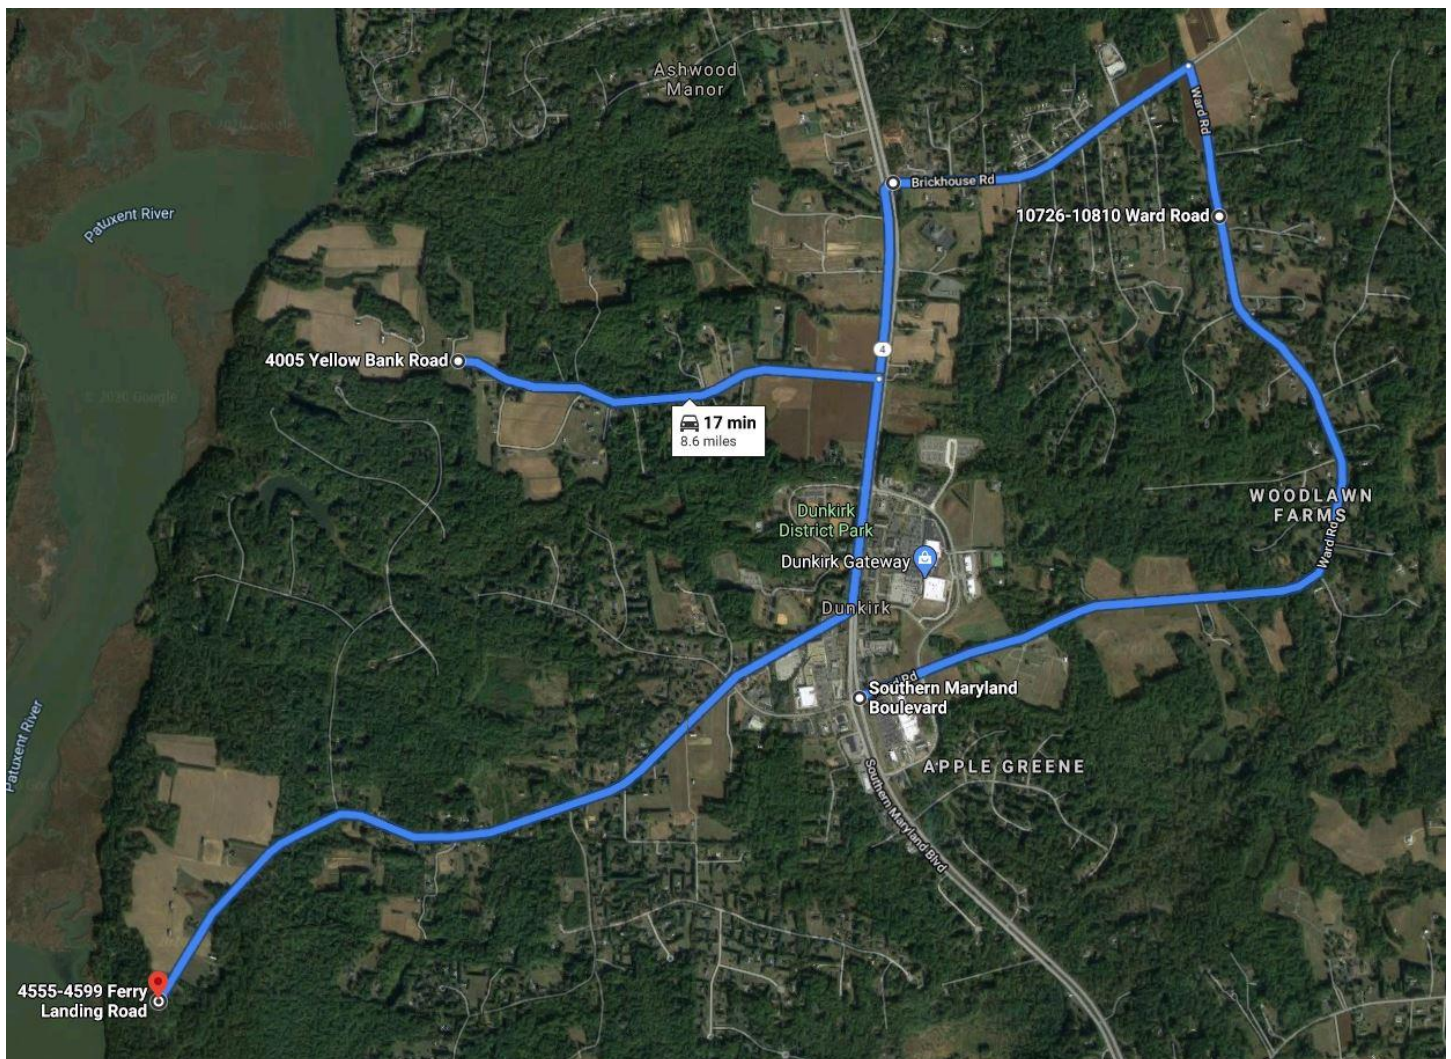 Ashwood
Manor
Ward Rd
Brickhouse Rd
Patuxent River
10726-10810 Ward Road
4
4005 Yellow Bank Road
17 min
8.6 miles
WOODLAWN
FARMS
Dunkirk
District Park
Ward Rd
Dunkirk Gateway
Dunkirk
Rd
Southern Maryland
Boulevard
Patuxent River
APPLE GREENE
Southern Maryland Blvd
4555-4599 Ferry
Landing Road